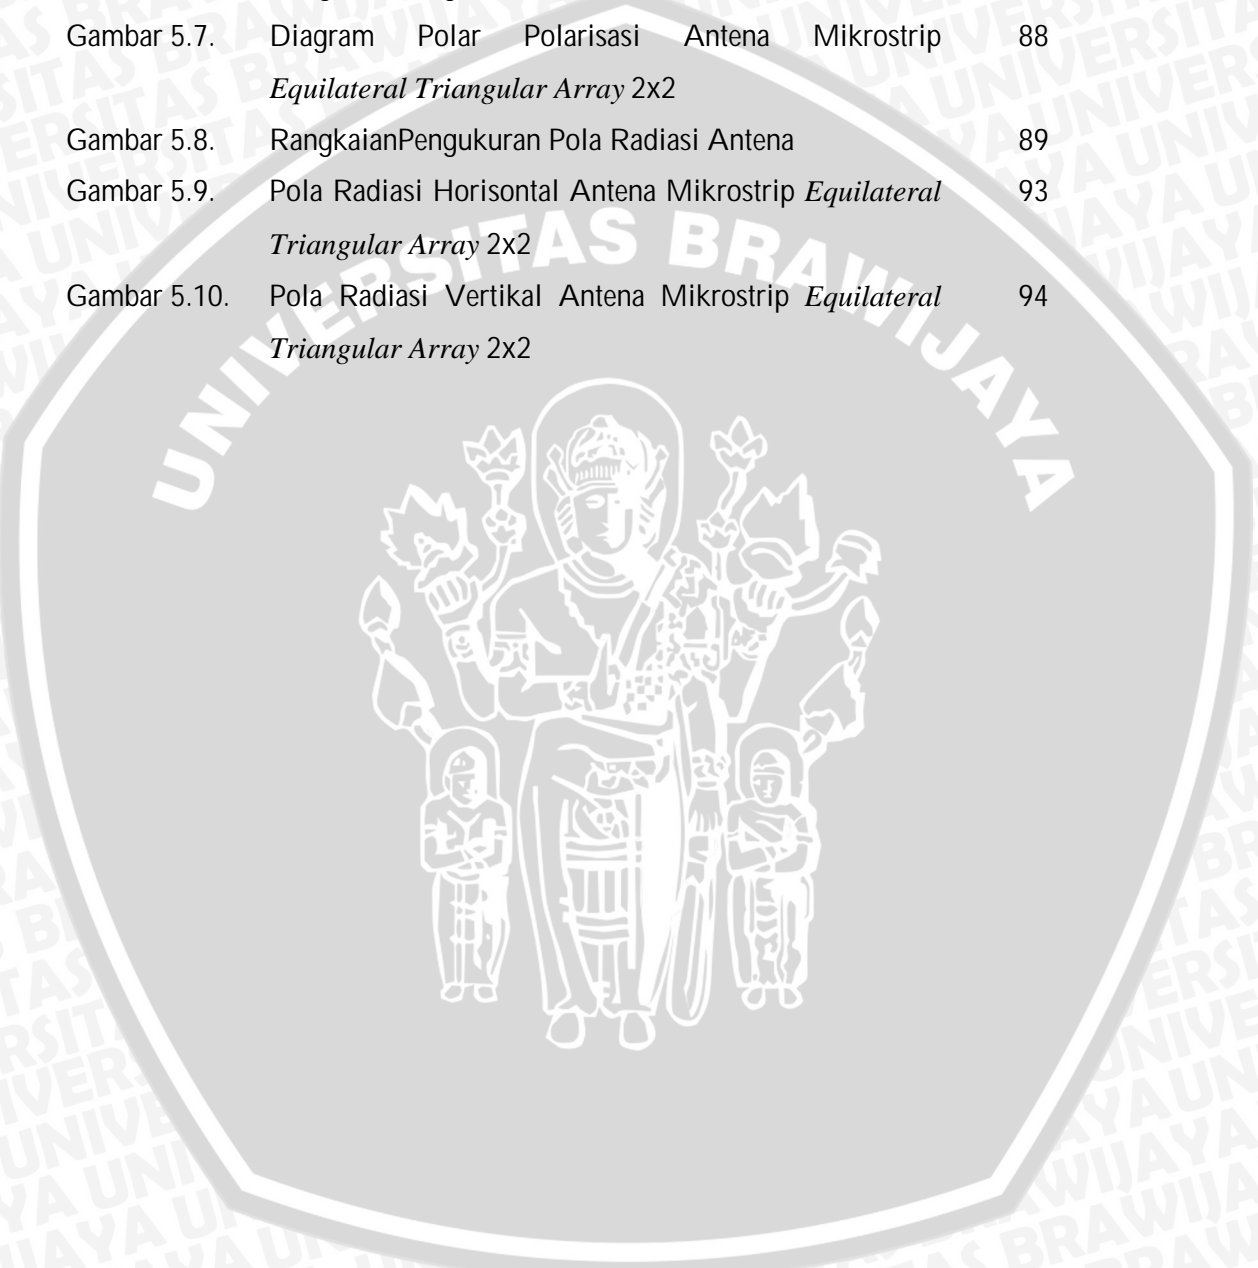 Gambar 5.7. Diagram Polar Polarisasi Antena Mikrostrip 88
Equilateral Triangular Array 2x2
Gambar 5.8. RangkaianPengukuran Pola Radiasi Antena 89
Gambar 5.9. Pola Radiasi Horisontal Antena Mikrostrip Equilateral 93
Triangular Array 2x2
Gambar 5.10. Pola Radiasi Vertikal Antena Mikrostrip Equilateral 94
Triangular Array 2x2
UNIVERSITAS BRAWIJAYA